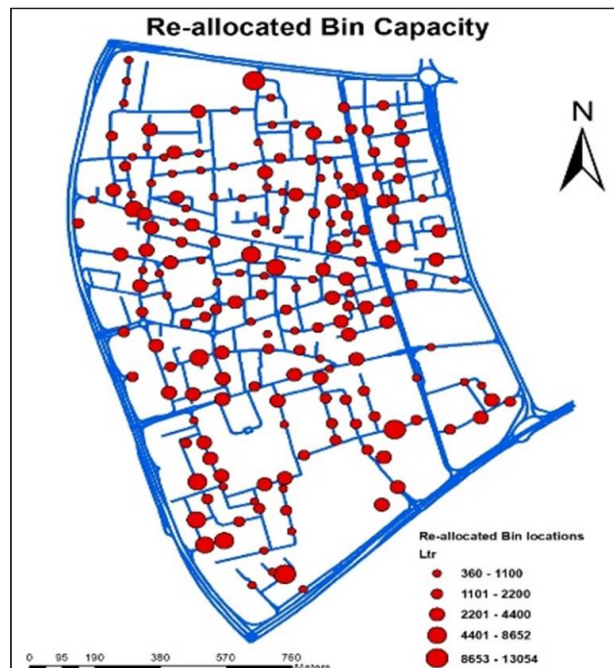 Re-allocated Bin Capacity
N
Re-allocated Bin locations
Ltr
360 - 1100
1101 - 2200
2201 - 4400
4401 - 8652
8653 - 13054
0 95 190 380 570 760
Meters